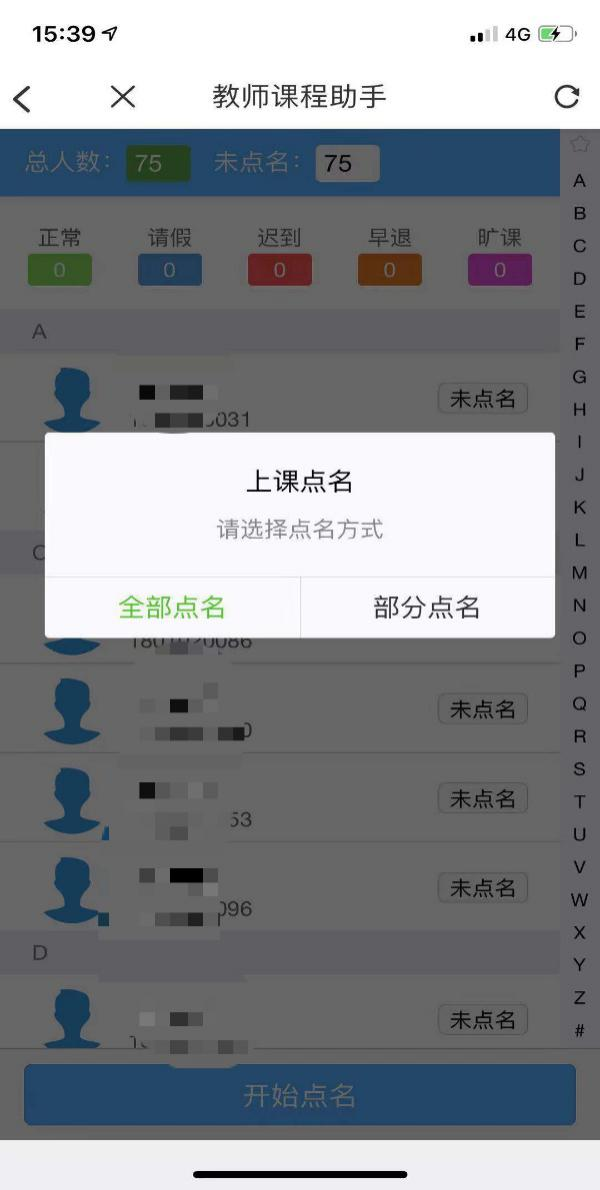 15:39 4G
教师课程助手
总人数: 75 未点名: 75
正常 请假 迟到 早退 旷课
0 0 0 0 0
A
未点名
031
上课点名
请选择点名方式
全部点名 部分点名
C
0086
未点名
0
未点名
53
未点名
096
D
未点名
开始点名
A
B
C
D
E
F
G
H
I
J
K
L
M
N
O
P
Q
R
S
T
U
V
W
X
Y
Z
#